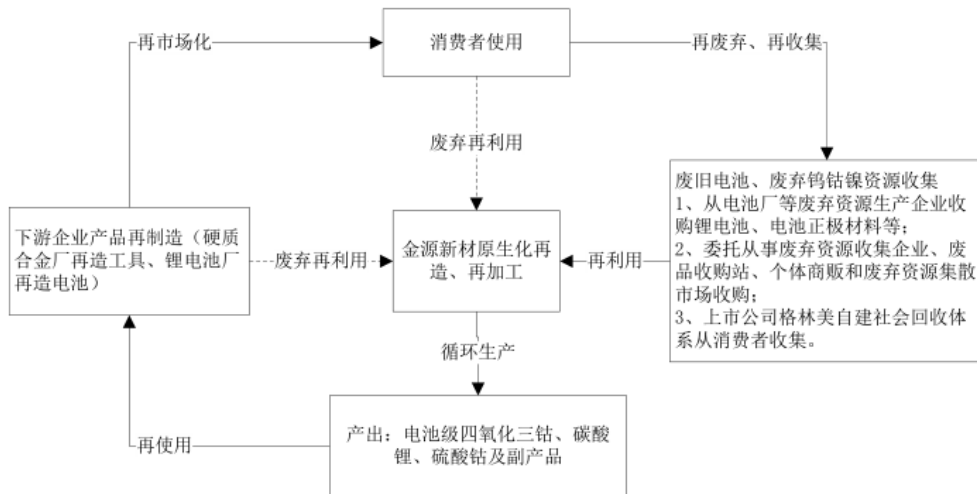 再市场化
消费者使用
再废弃、再收集
废弃再利用
废旧电池、废弃钨钴镍资源收集
1、从电池厂等废弃资源生产企业收
购锂电池、电池正极材料等;
2、委托从事废弃资源收集企业、废
品收购站、个体商贩和废弃资源集散
市场收购;
3、上市公司格林美自建社会回收体
系从消费者收集。
下游企业产品再制造（硬质
合金厂再造工具、锂电池厂
再造电池）
废弃再利用
金源新材原生化再
造、再加工
再利用
循环生产
再使用
产出：电池级四氧化三钴、碳酸
锂、硫酸钴及副产品